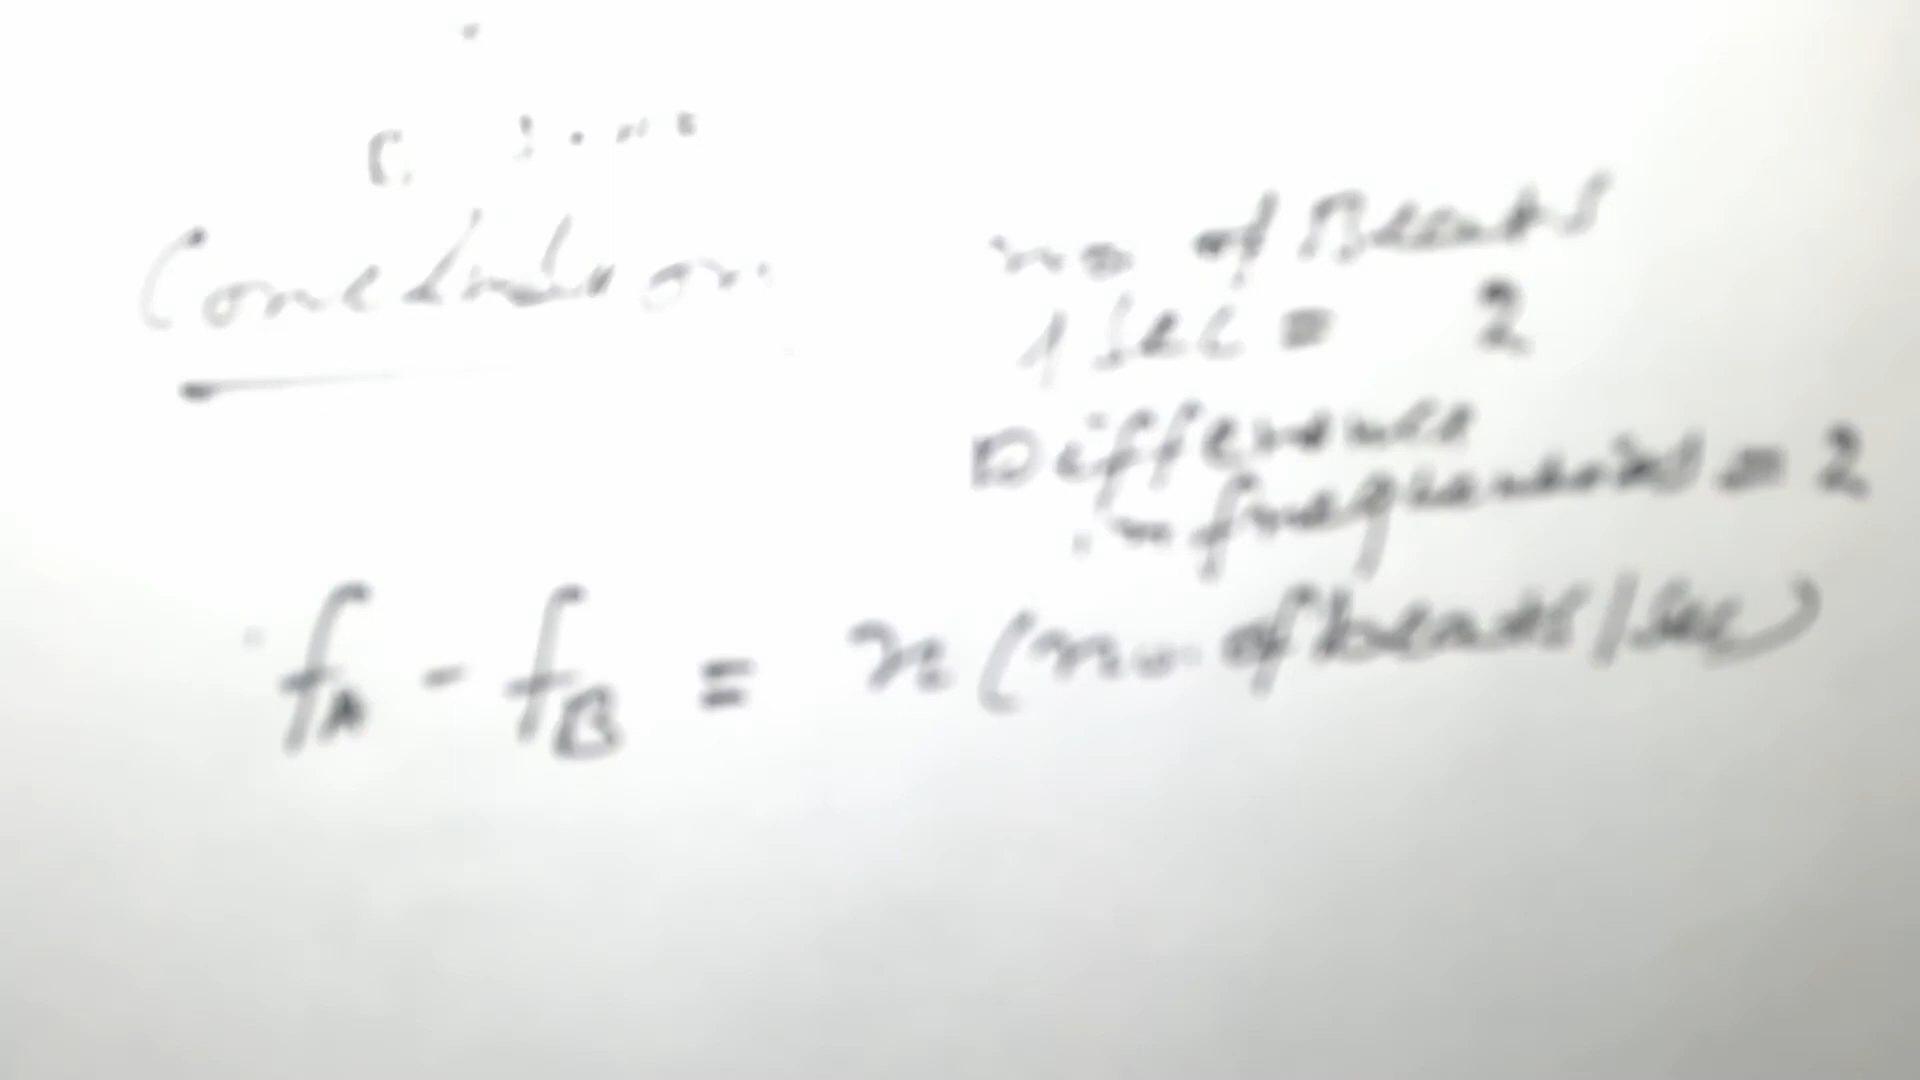 Conclusion
no of Beats
1 Sec = 2
Difference
in frequencies = 2
fA - fB = n (no. of beats / Sec)